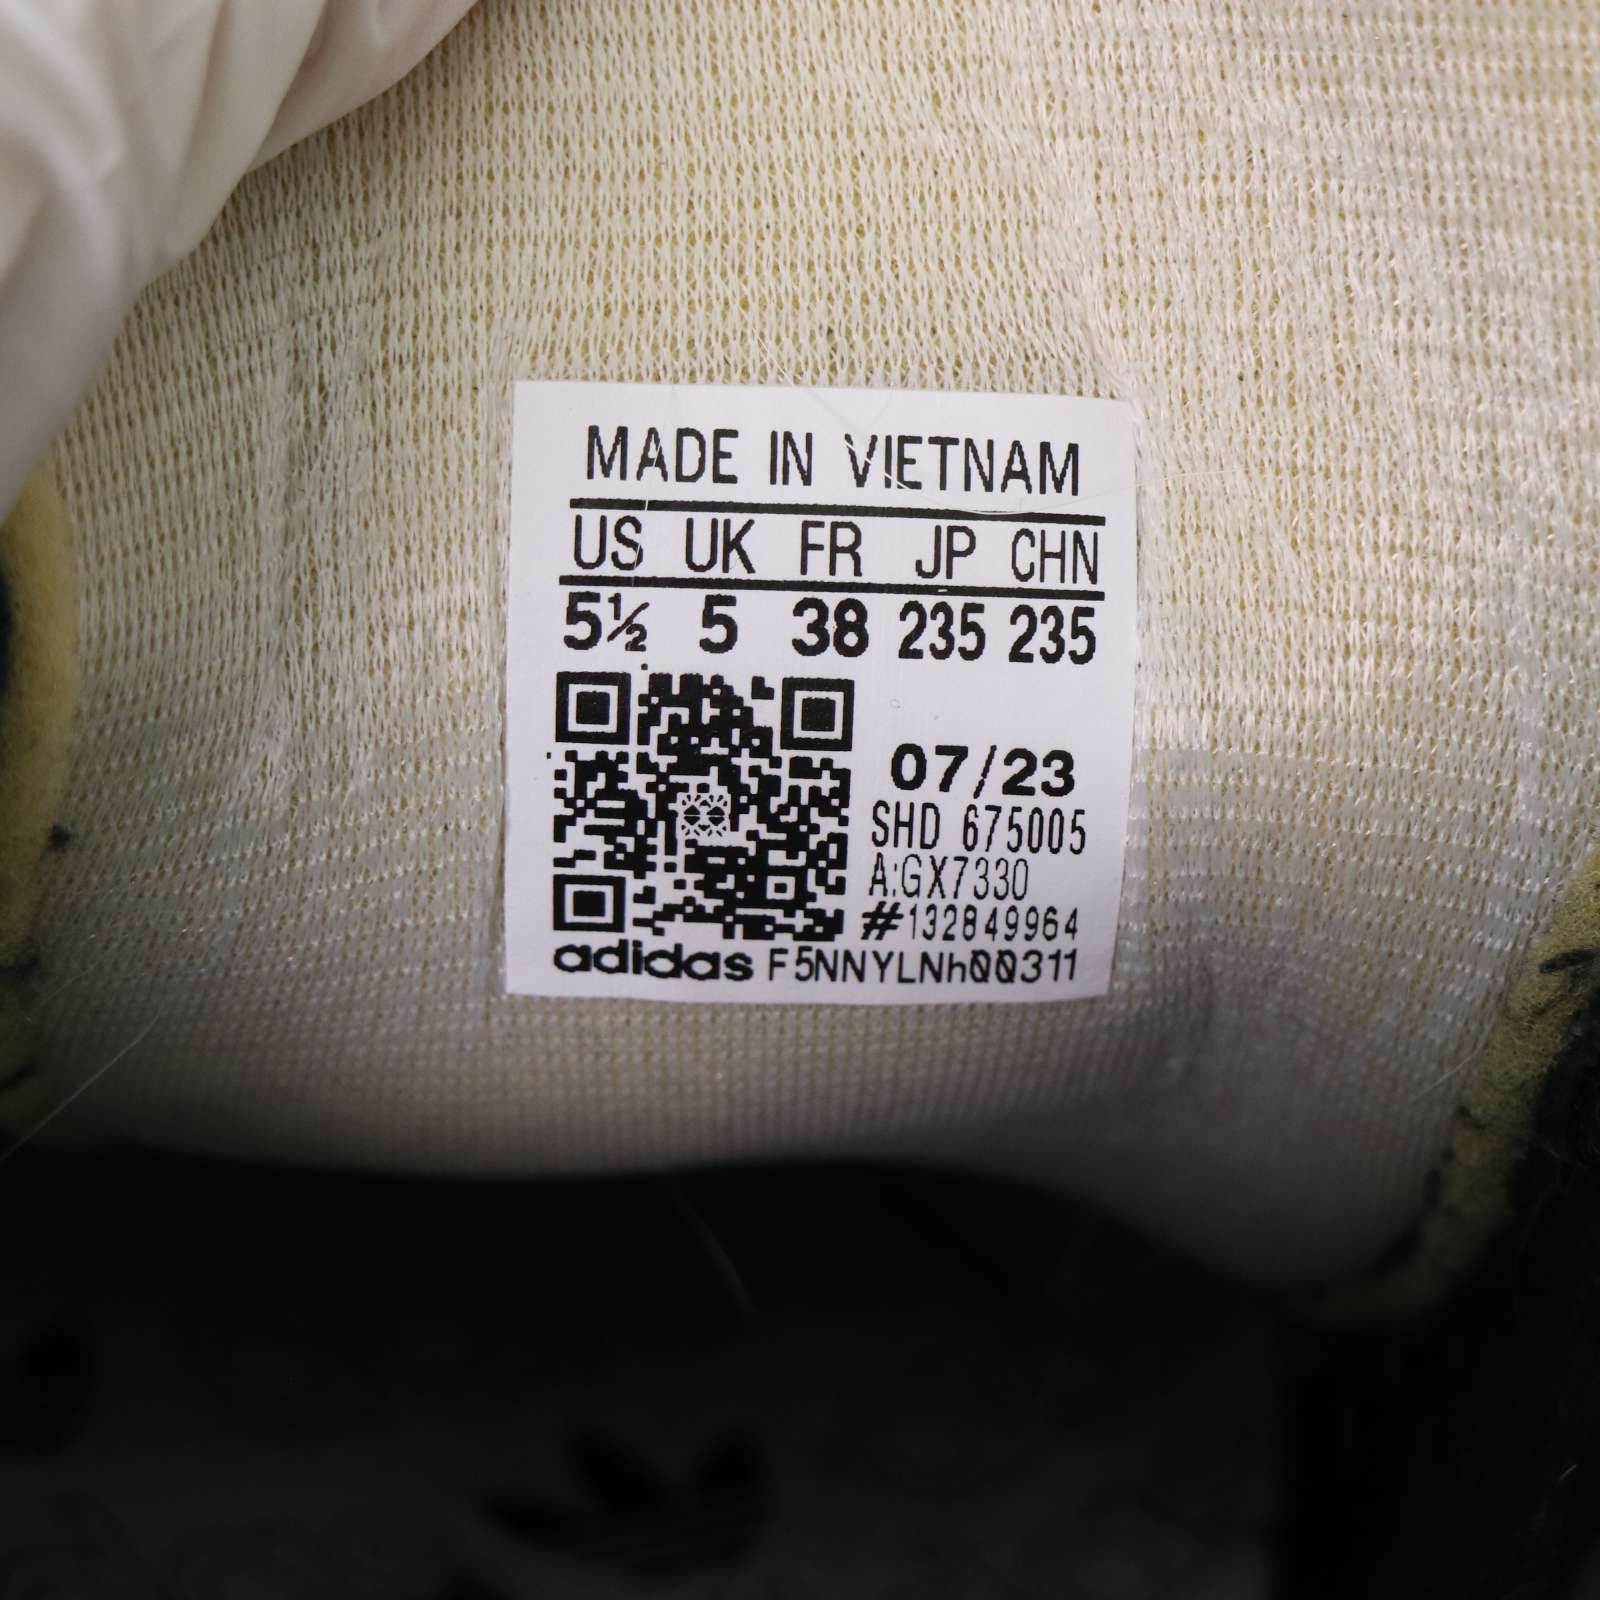 MADE IN VIETNAM
US UK FR JP CHN
5½ 5 38 235 235
07/23
SHD 675005
A:GX7330
#132849964
adidas F5NNYLNh00311